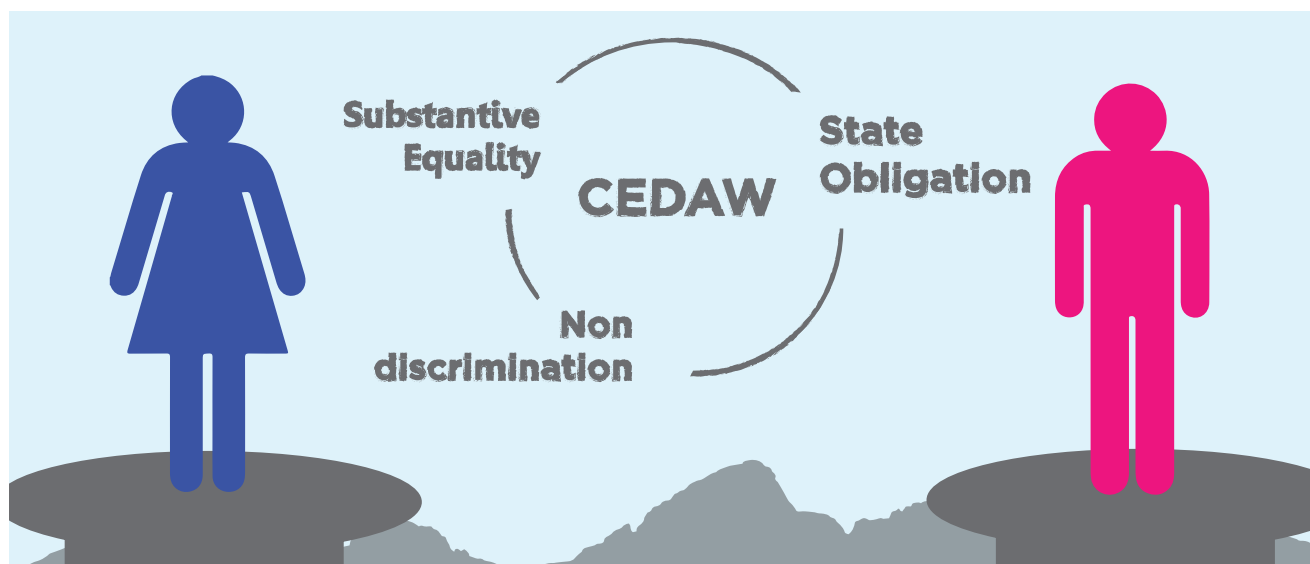 Substantive
Equality
State
Obligation
CEDAW
Non
discrimination